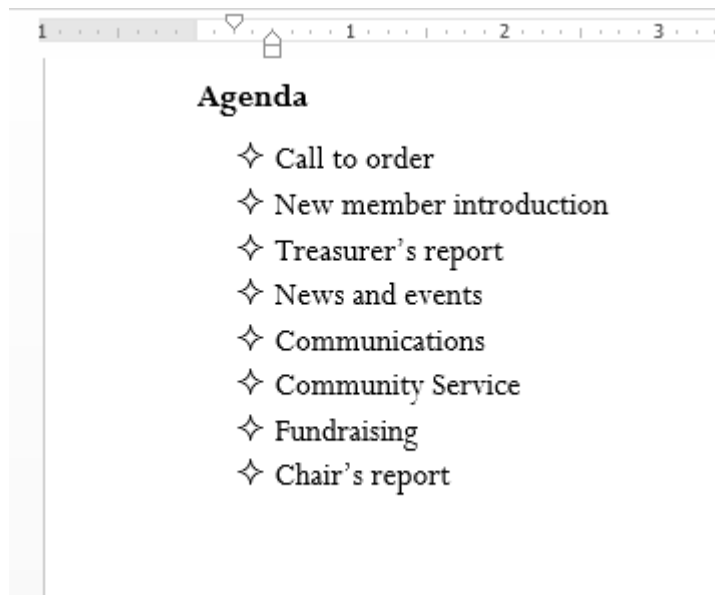 1 1 2 3
Agenda
✧ Call to order
✧ New member introduction
✧ Treasurer’s report
✧ News and events
✧ Communications
✧ Community Service
✧ Fundraising
✧ Chair’s report